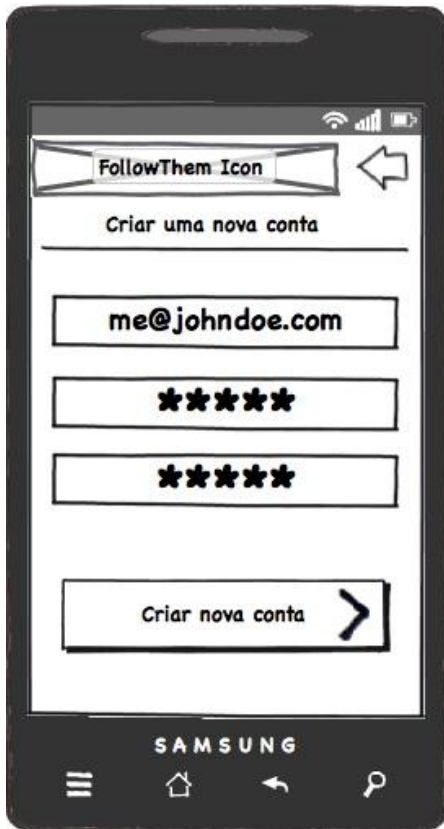 FollowThem Icon
Criar uma nova conta
me@johndoe.com
*****
*****
Criar nova conta
SAMSUNG